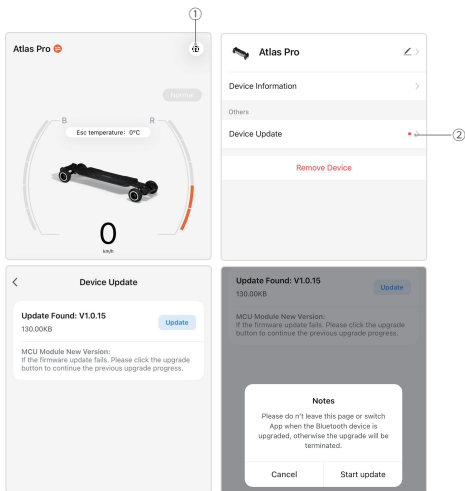 ①
Atlas Pro
Normal
B
R
Esc temperature: 0°C
0
km/h
Atlas Pro
Device Information
Others
Device Update
②
Remove Device
Device Update
Update Found: V1.0.15
130.00KB
Update
MCU Module New Version:
If the firmware update fails. Please click the upgrade
button to continue the previous upgrade progress.
Update Found: V1.0.15
130.00KB
Update
MCU Module New Version:
If the firmware update fails. Please click the upgrade
button to continue the previous upgrade progress.
Notes
Please do n't leave this page or switch
App when the Bluetooth device is
upgraded, otherwise the upgrade will be
terminated.
Cancel
Start update